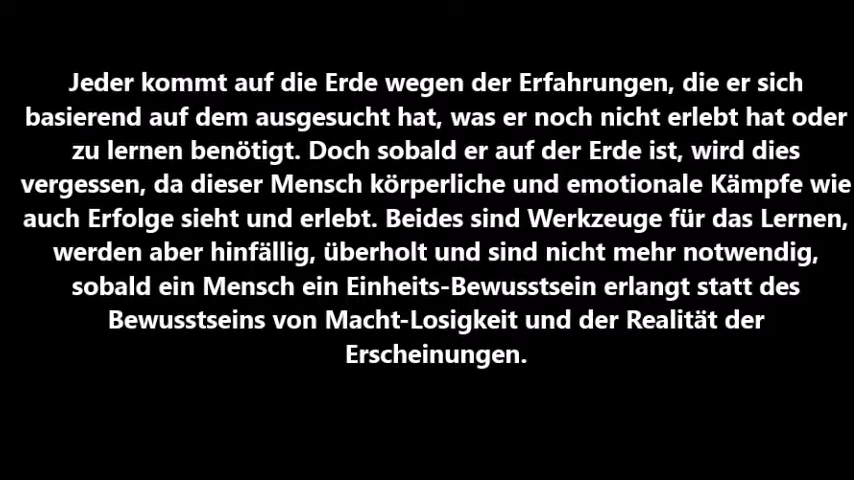 Jeder kommt auf die Erde wegen der Erfahrungen, die er sich
basierend auf dem ausgesucht hat, was er noch nicht erlebt hat oder
zu lernen benötigt. Doch sobald er auf der Erde ist, wird dies
vergessen, da dieser Mensch körperliche und emotionale Kämpfe wie
auch Erfolge sieht und erlebt. Beides sind Werkzeuge für das Lernen,
werden aber hinfällig, überholt und sind nicht mehr notwendig,
sobald ein Mensch ein Einheits-Bewusstsein erlangt statt des
Bewusstseins von Macht-Losigkeit und der Realität der
Erscheinungen.